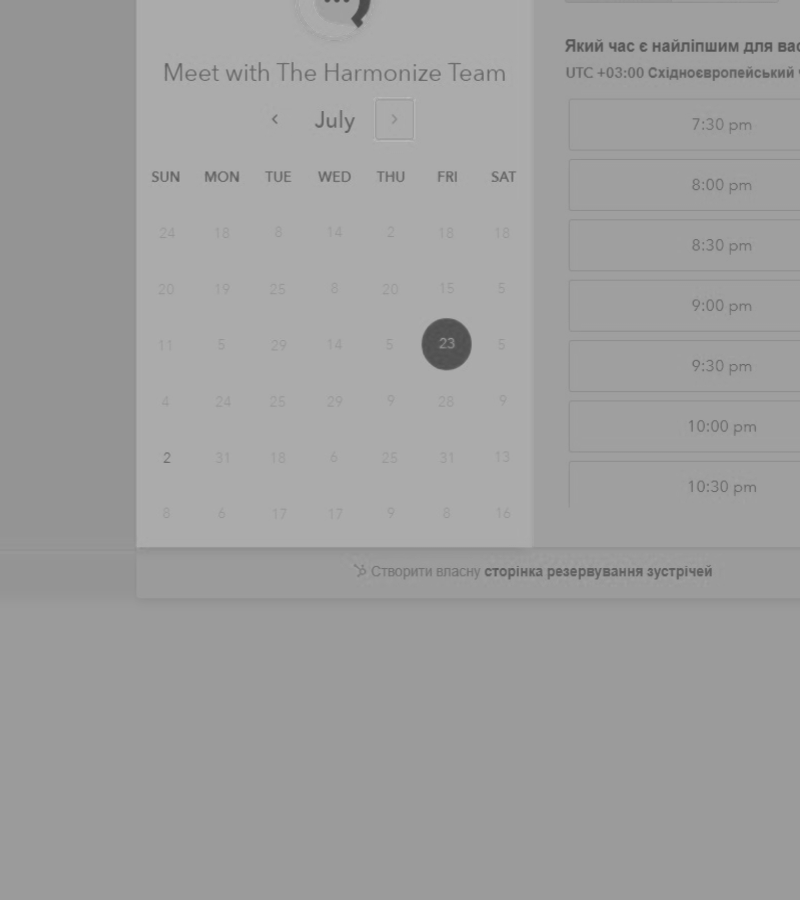 Meet with The Harmonize Team
July
SUN MON TUE WED THU FRI SAT
24 18 8 14 2 18 18
20 19 25 8 20 15 5
11 5 29 14 5 23 5
4 24 25 29 9 28 9
2 31 18 6 25 31 13
8 6 17 17 9 8 16
Який час є найліпшим для вас
UTC +03:00 Східноєвропейський
7:30 pm
8:00 pm
8:30 pm
9:00 pm
9:30 pm
10:00 pm
10:30 pm
Створити власну сторінка резервування зустрічей